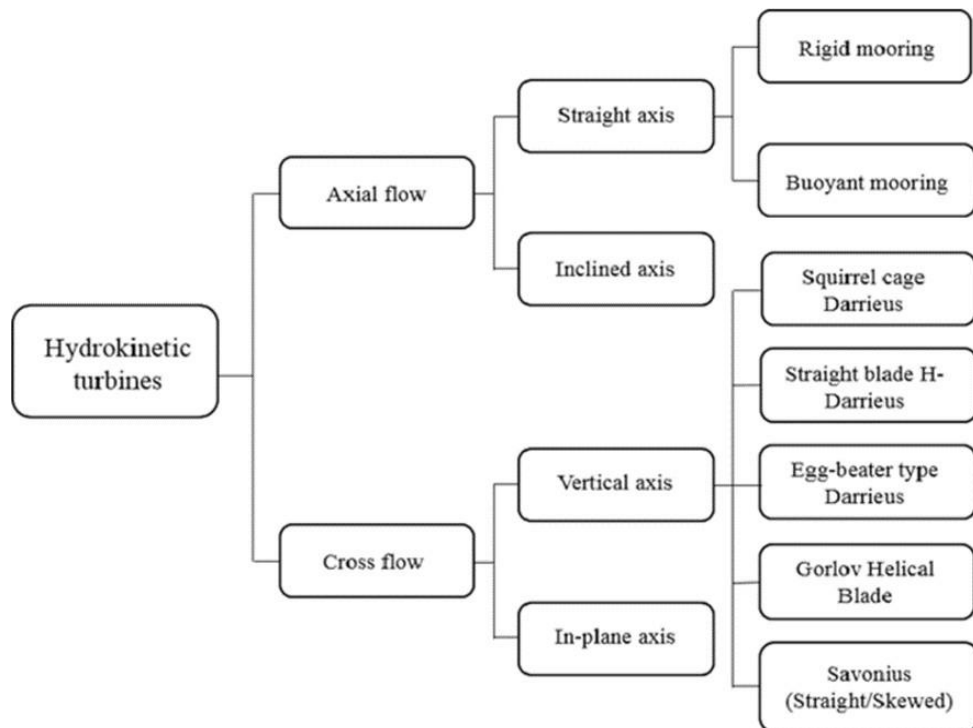 Rigid mooring
Straight axis
Buoyant mooring
Axial flow
Inclined axis
Squirrel cage
Darrieus
Hydrokinetic
turbines
Straight blade H-
Darrieus
Egg-beater type
Darrieus
Vertical axis
Cross flow
Gorlov Helical
Blade
In-plane axis
Savonius
(Straight/Skewed)